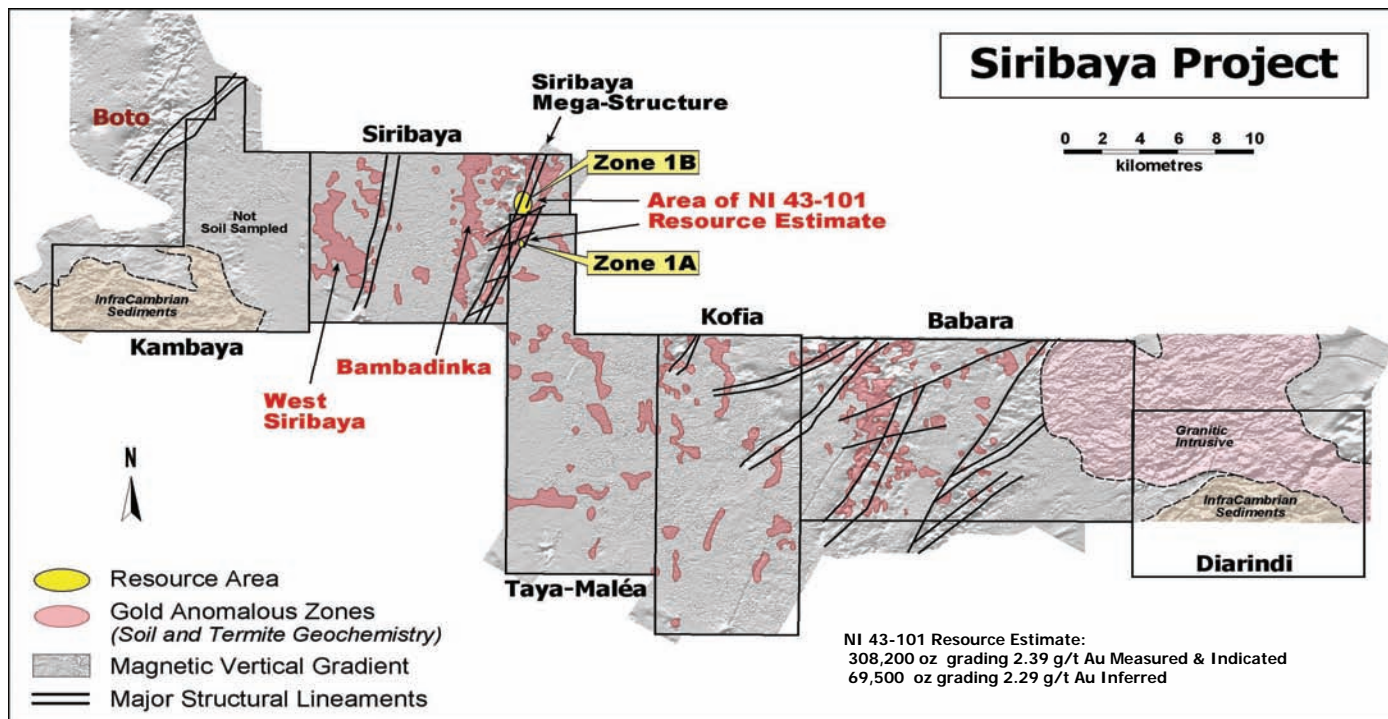 Siribaya Project
0 2 4 6 8 10
kilometres
Siribaya
Mega-Structure
Boto
Siribaya
Zone 1B
Area of NI 43-101
Resource Estimate
Zone 1A
Not
Soil Sampled
InfraCambrian
Sediments
Kambaya
Bambadinka
West
Siribaya
Kofia
Babara
Granitic
Intrusive
InfraCambrian
Sediments
Diarindi
Taya-Maléa
N
Resource Area
Gold Anomalous Zones
(Soil and Termite Geochemistry)
Magnetic Vertical Gradient
Major Structural Lineaments
NI 43-101 Resource Estimate:
308,200 oz grading 2.39 g/t Au Measured & Indicated
69,500 oz grading 2.29 g/t Au Inferred